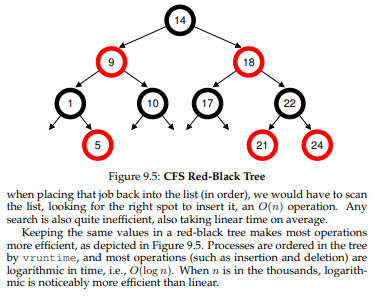 14
9 18
1 10 17 22
5 21 24
Figure 9.5: CFS Red-Black Tree
when placing that job back into the list (in order), we would have to scan
the list, looking for the right spot to insert it, an O(n) operation. Any
search is also quite inefficient, also taking linear time on average.
Keeping the same values in a red-black tree makes most operations
more efficient, as depicted in Figure 9.5. Processes are ordered in the tree
by vruntime, and most operations (such as insertion and deletion) are
logarithmic in time, i.e., O(log n). When n is in the thousands, logarith-
mic is noticeably more efficient than linear.